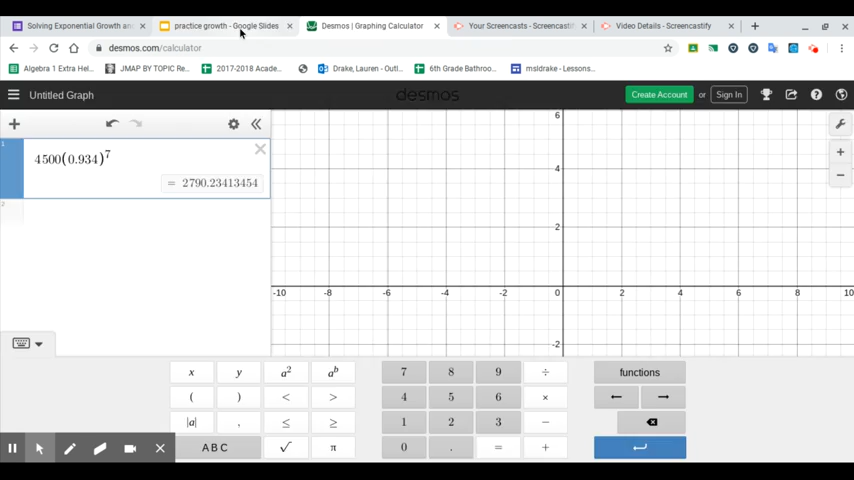 Solving Exponential Growth an
practice growth - Google Slides
Desmos | Graphing Calculator
Your Screencasts - Screencastif
Video Details - Screencastify
desmos.com/calculator
Algebra 1 Extra Hel...
JMAP BY TOPIC Re...
2017-2018 Acade...
Drake, Lauren - Outl...
6th Grade Bathroo...
msldrake - Lessons...
Untitled Graph
desmos
Create Account
or
Sign In
1
4500(0.934)^7
= 2790.23413454
2
6
4
2
-10 -8 -6 -4 -2 0 2 4 6 8 10
-2
x y a² aᵇ 7 8 9 ÷ functions
( ) < > 4 5 6 × ← →
|a| , ≤ ≥ 1 2 3 −
A B C √ π 0 . = +